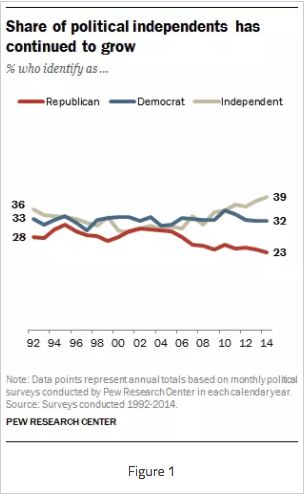 Share of political independents has
continued to grow
% who identify as ...
Republican Democrat Independent
36
33
28
39
32
23
92 94 96 98 00 02 04 06 08 10 12 14
Note: Data points represent annual totals based on monthly political
surveys conducted by Pew Research Center in each calendar year.
Source: Surveys conducted 1992-2014.
PEW RESEARCH CENTER
Figure 1